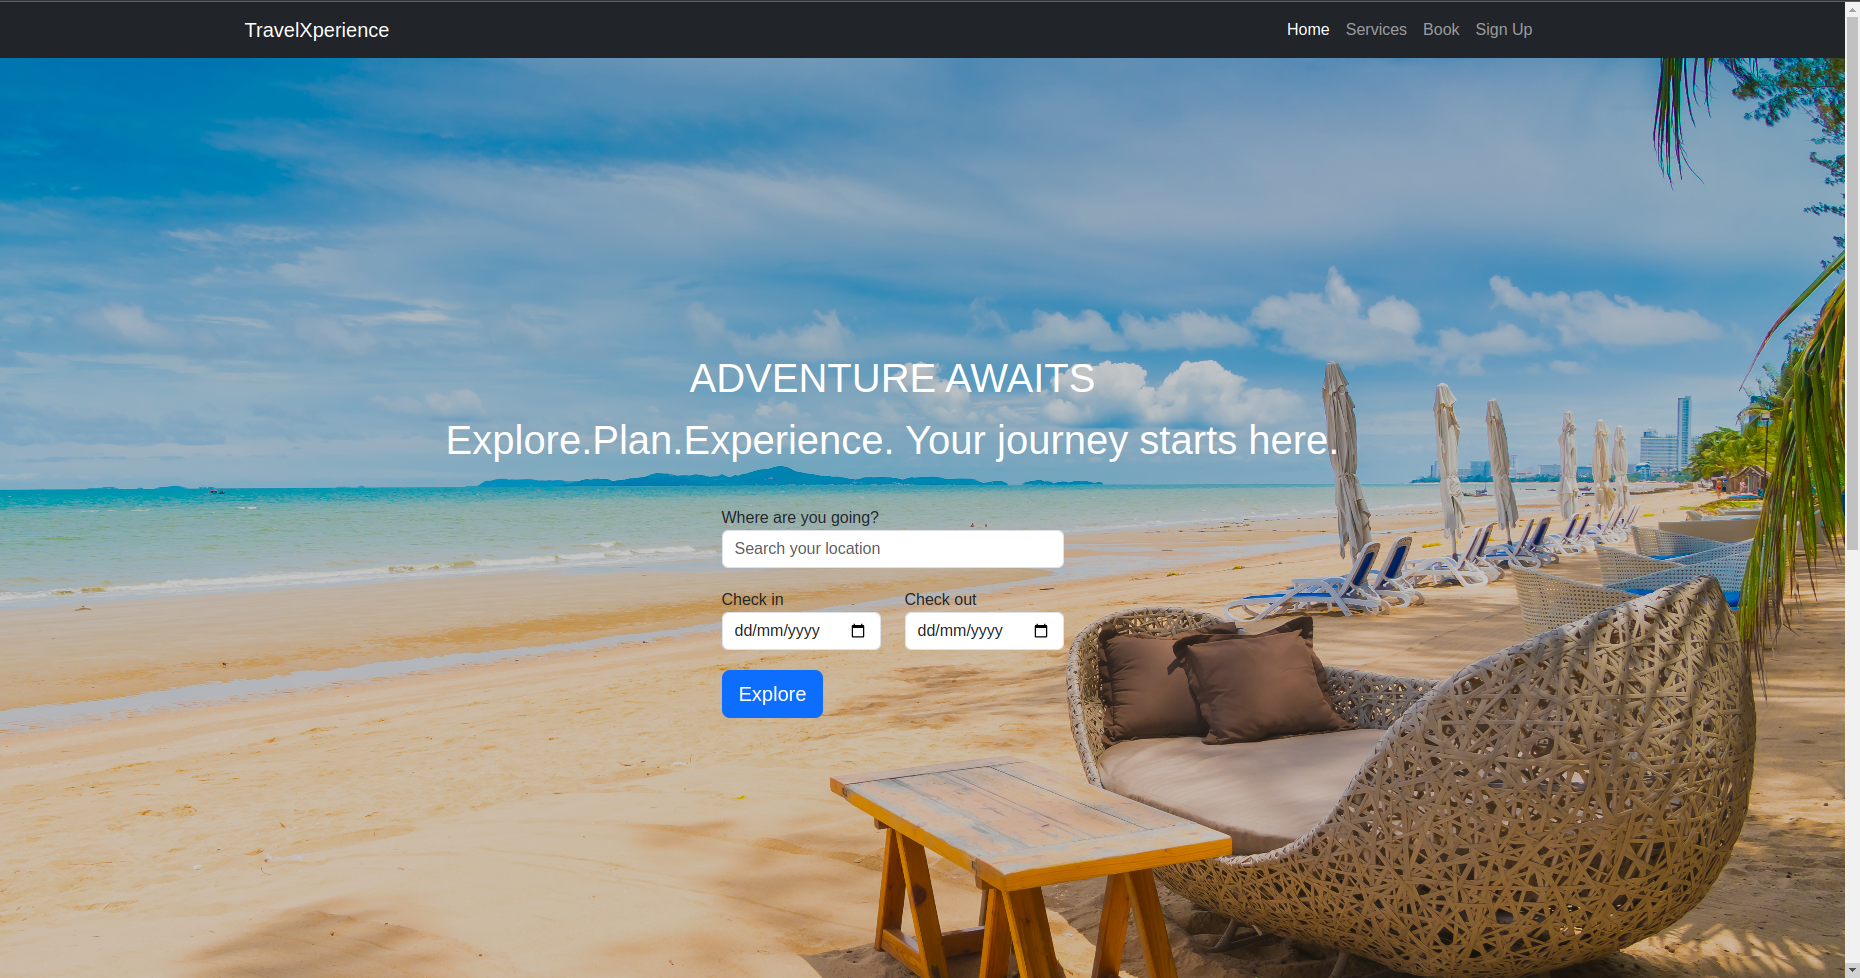 TravelXperience
Home Services Book Sign Up
ADVENTURE AWAITS
Explore.Plan.Experience. Your journey starts here.
Where are you going?
Search your location
Check in Check out
dd/mm/yyyy dd/mm/yyyy
Explore